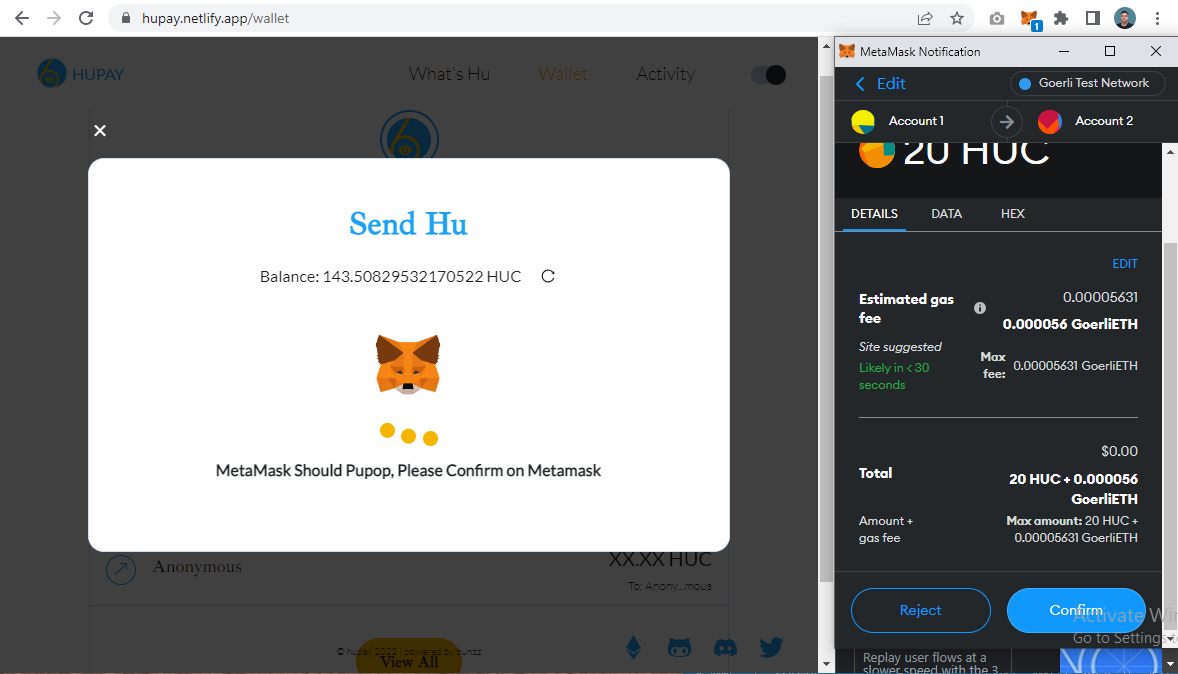 hupay.netlify.app/wallet
1
HUPAY
What's Hu
Wallet
Activity
Send Hu
Balance: 143.50829532170522 HUC
MetaMask Should Pupop, Please Confirm on Metamask
Anonymous
XX.XX HUC
To: Anony...mous
© hupay 2022 | powered by bunzz
View All
MetaMask Notification
Edit
Goerli Test Network
Account 1
Account 2
20 HUC
DETAILS
DATA
HEX
EDIT
Estimated gas
fee
0.00005631
0.000056 GoerliETH
Site suggested
Likely in < 30
seconds
Max
fee:
0.00005631 GoerliETH
$0.00
Total
20 HUC + 0.000056
GoerliETH
Amount +
gas fee
Max amount: 20 HUC +
0.00005631 GoerliETH
Reject
Confirm
Activate Win
Go to Settings t
Replay user flows at a
slower speed with the 3